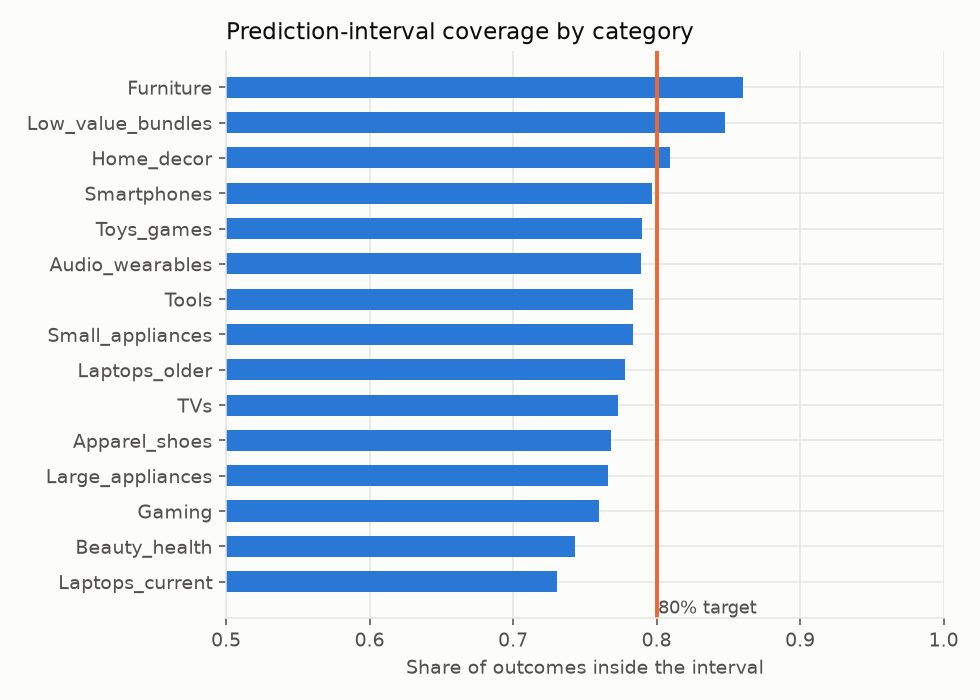 Prediction-interval coverage by category
Furniture
Low_value_bundles
Home_decor
Smartphones
Toys_games
Audio_wearables
Tools
Small_appliances
Laptops_older
TVs
Apparel_shoes
Large_appliances
Gaming
Beauty_health
Laptops_current
80% target
0.5 0.6 0.7 0.8 0.9 1.0
Share of outcomes inside the interval